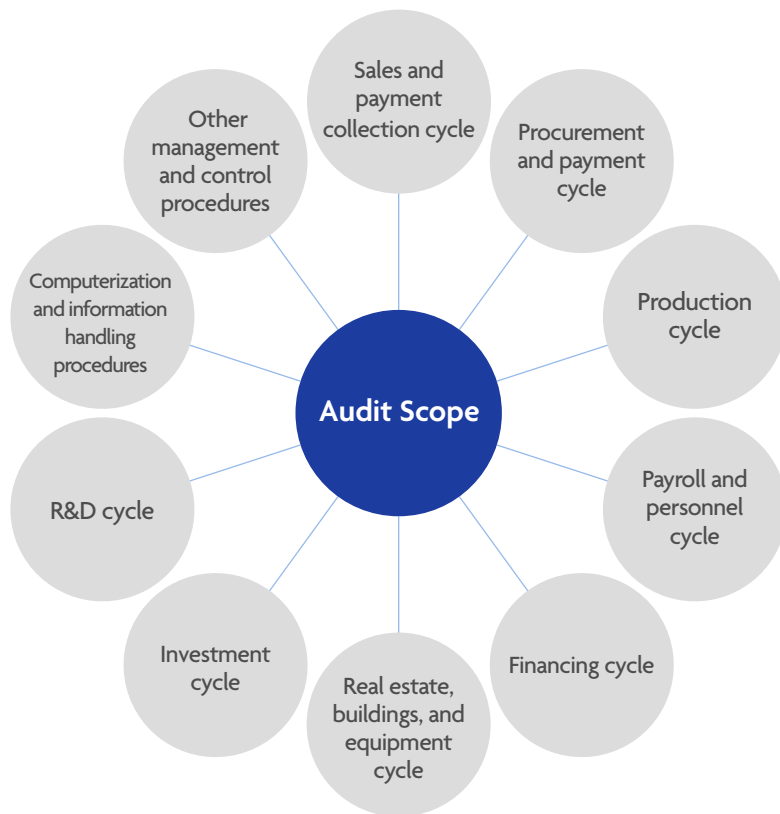 Sales and
payment
collection cycle
Procurement
and payment
cycle
Production
cycle
Payroll and
personnel
cycle
Financing cycle
Real estate,
buildings, and
equipment
cycle
Investment
cycle
R&D cycle
Computerization
and information
handling
procedures
Other
management
and control
procedures
Audit Scope